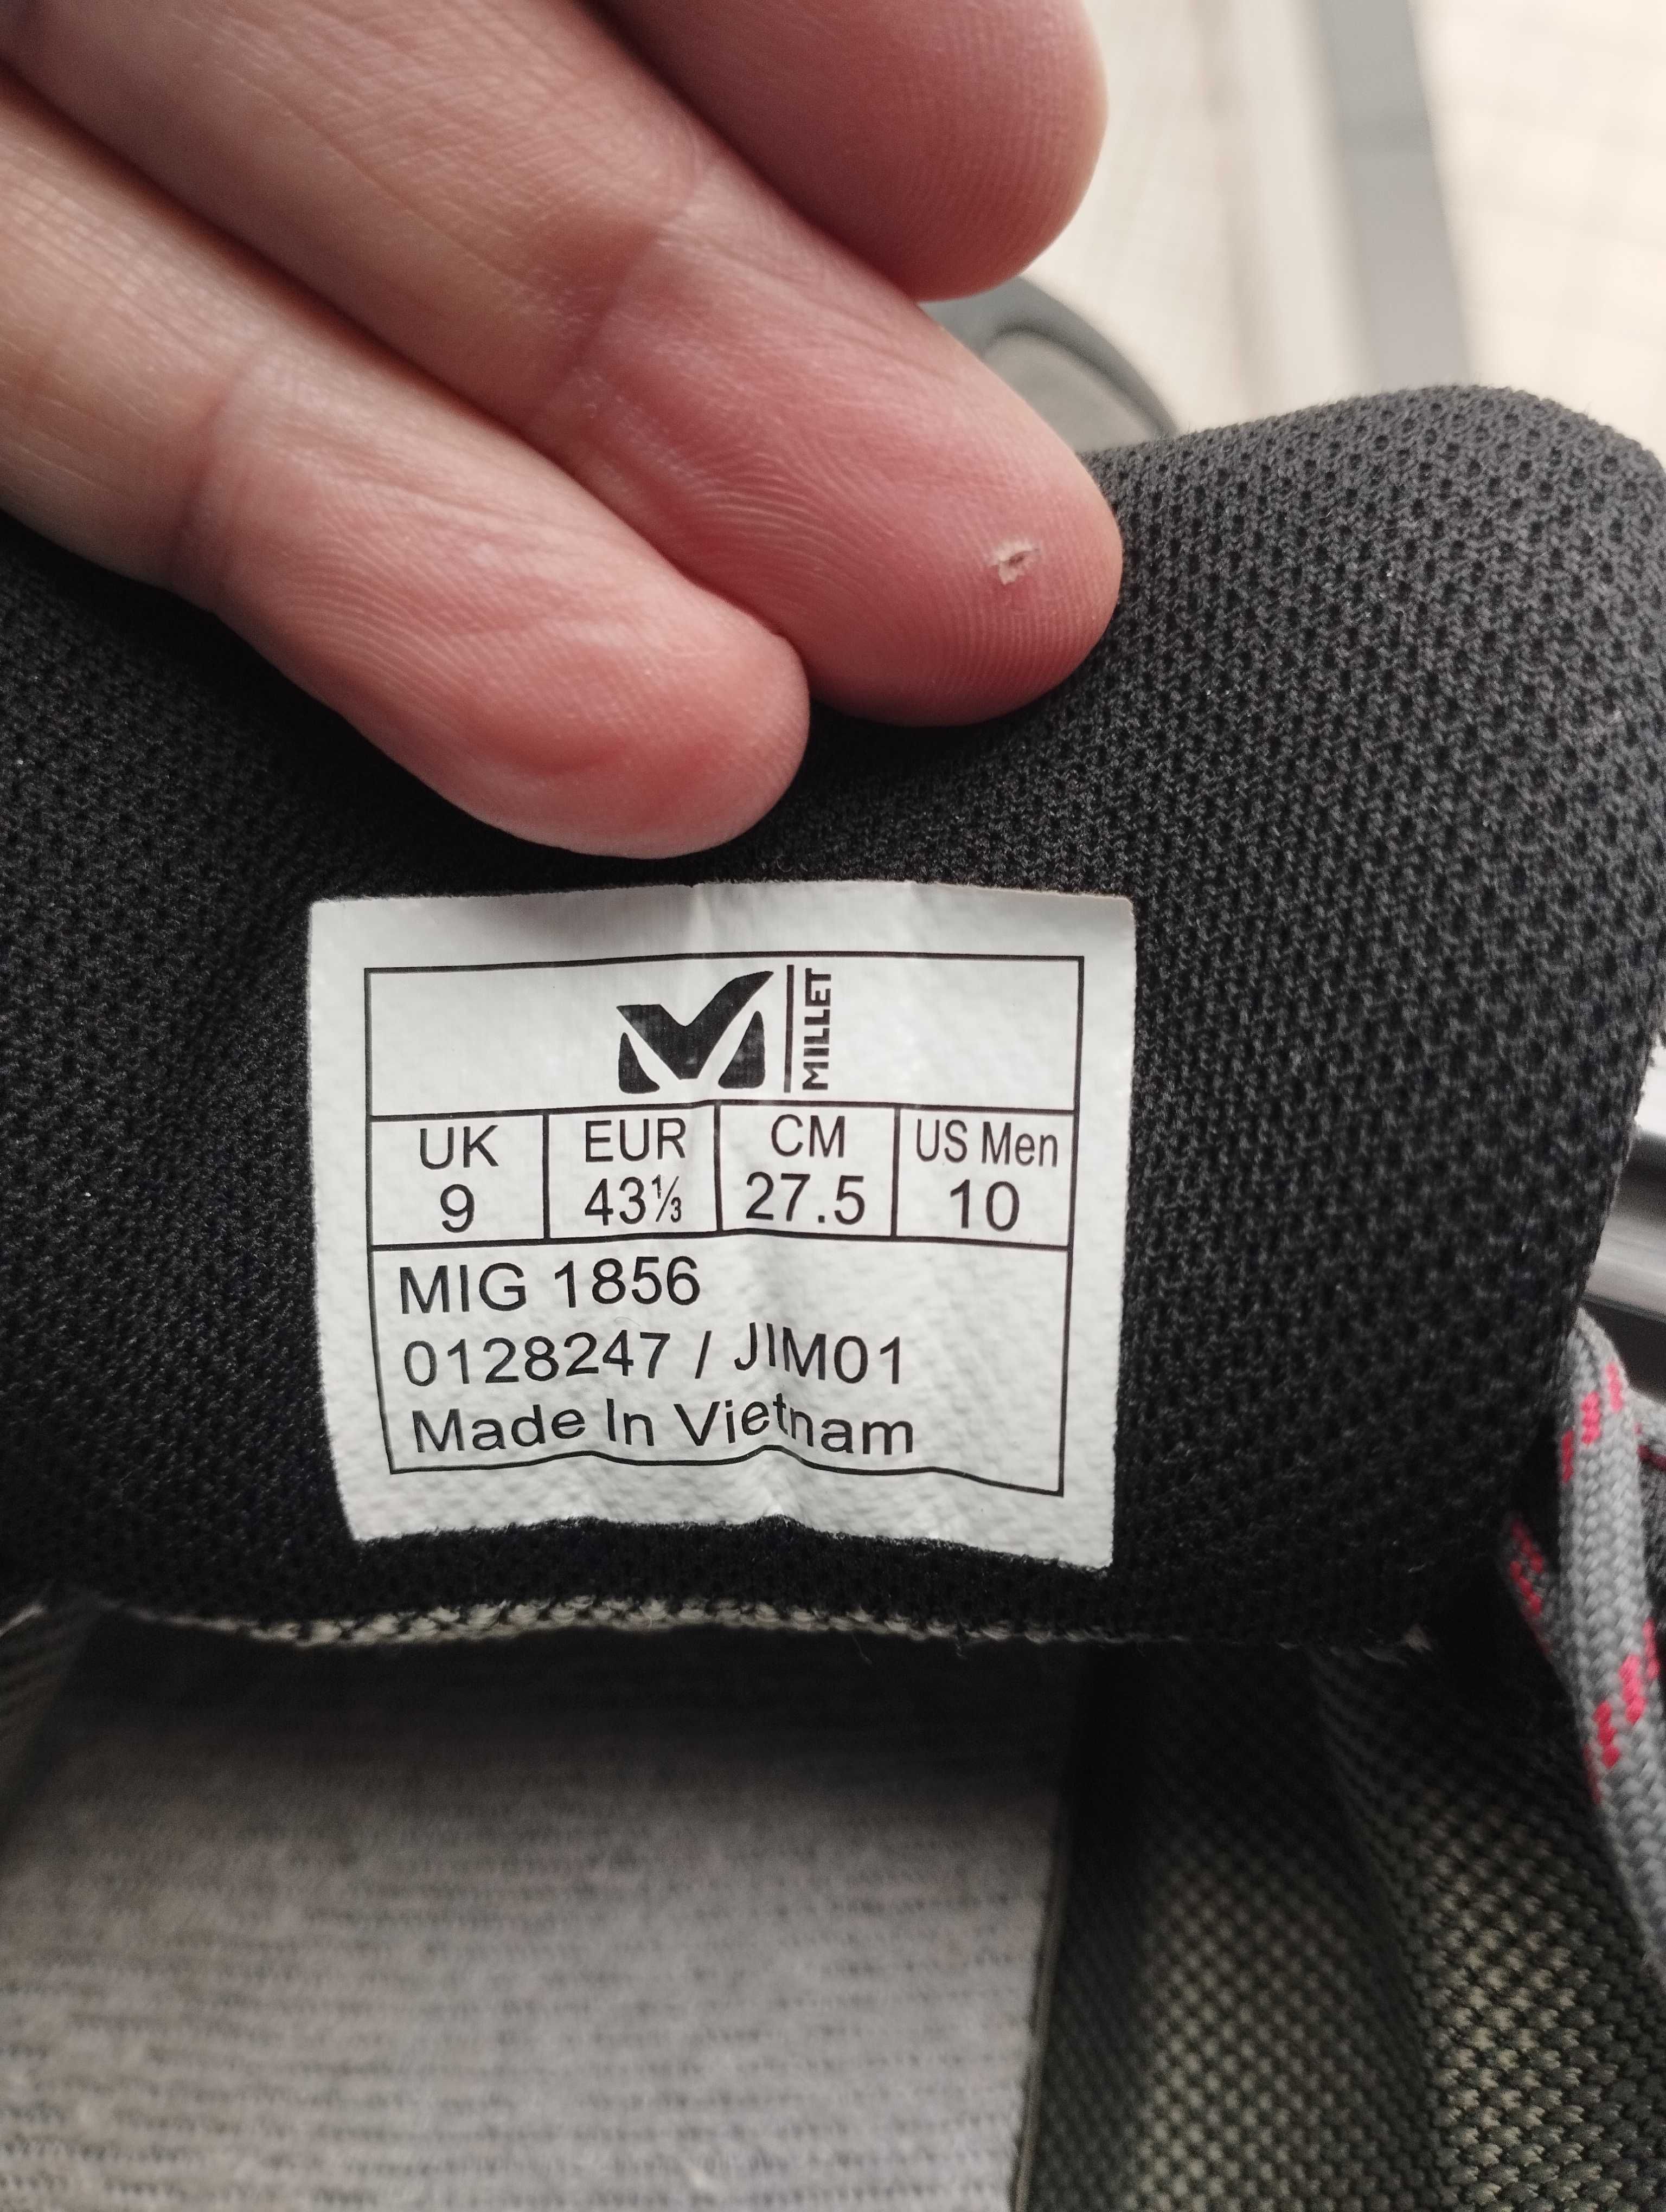 MILLET
UK EUR CM US Men
9 43⅓ 27.5 10
MIG 1856
0128247 / JIM01
Made In Vietnam